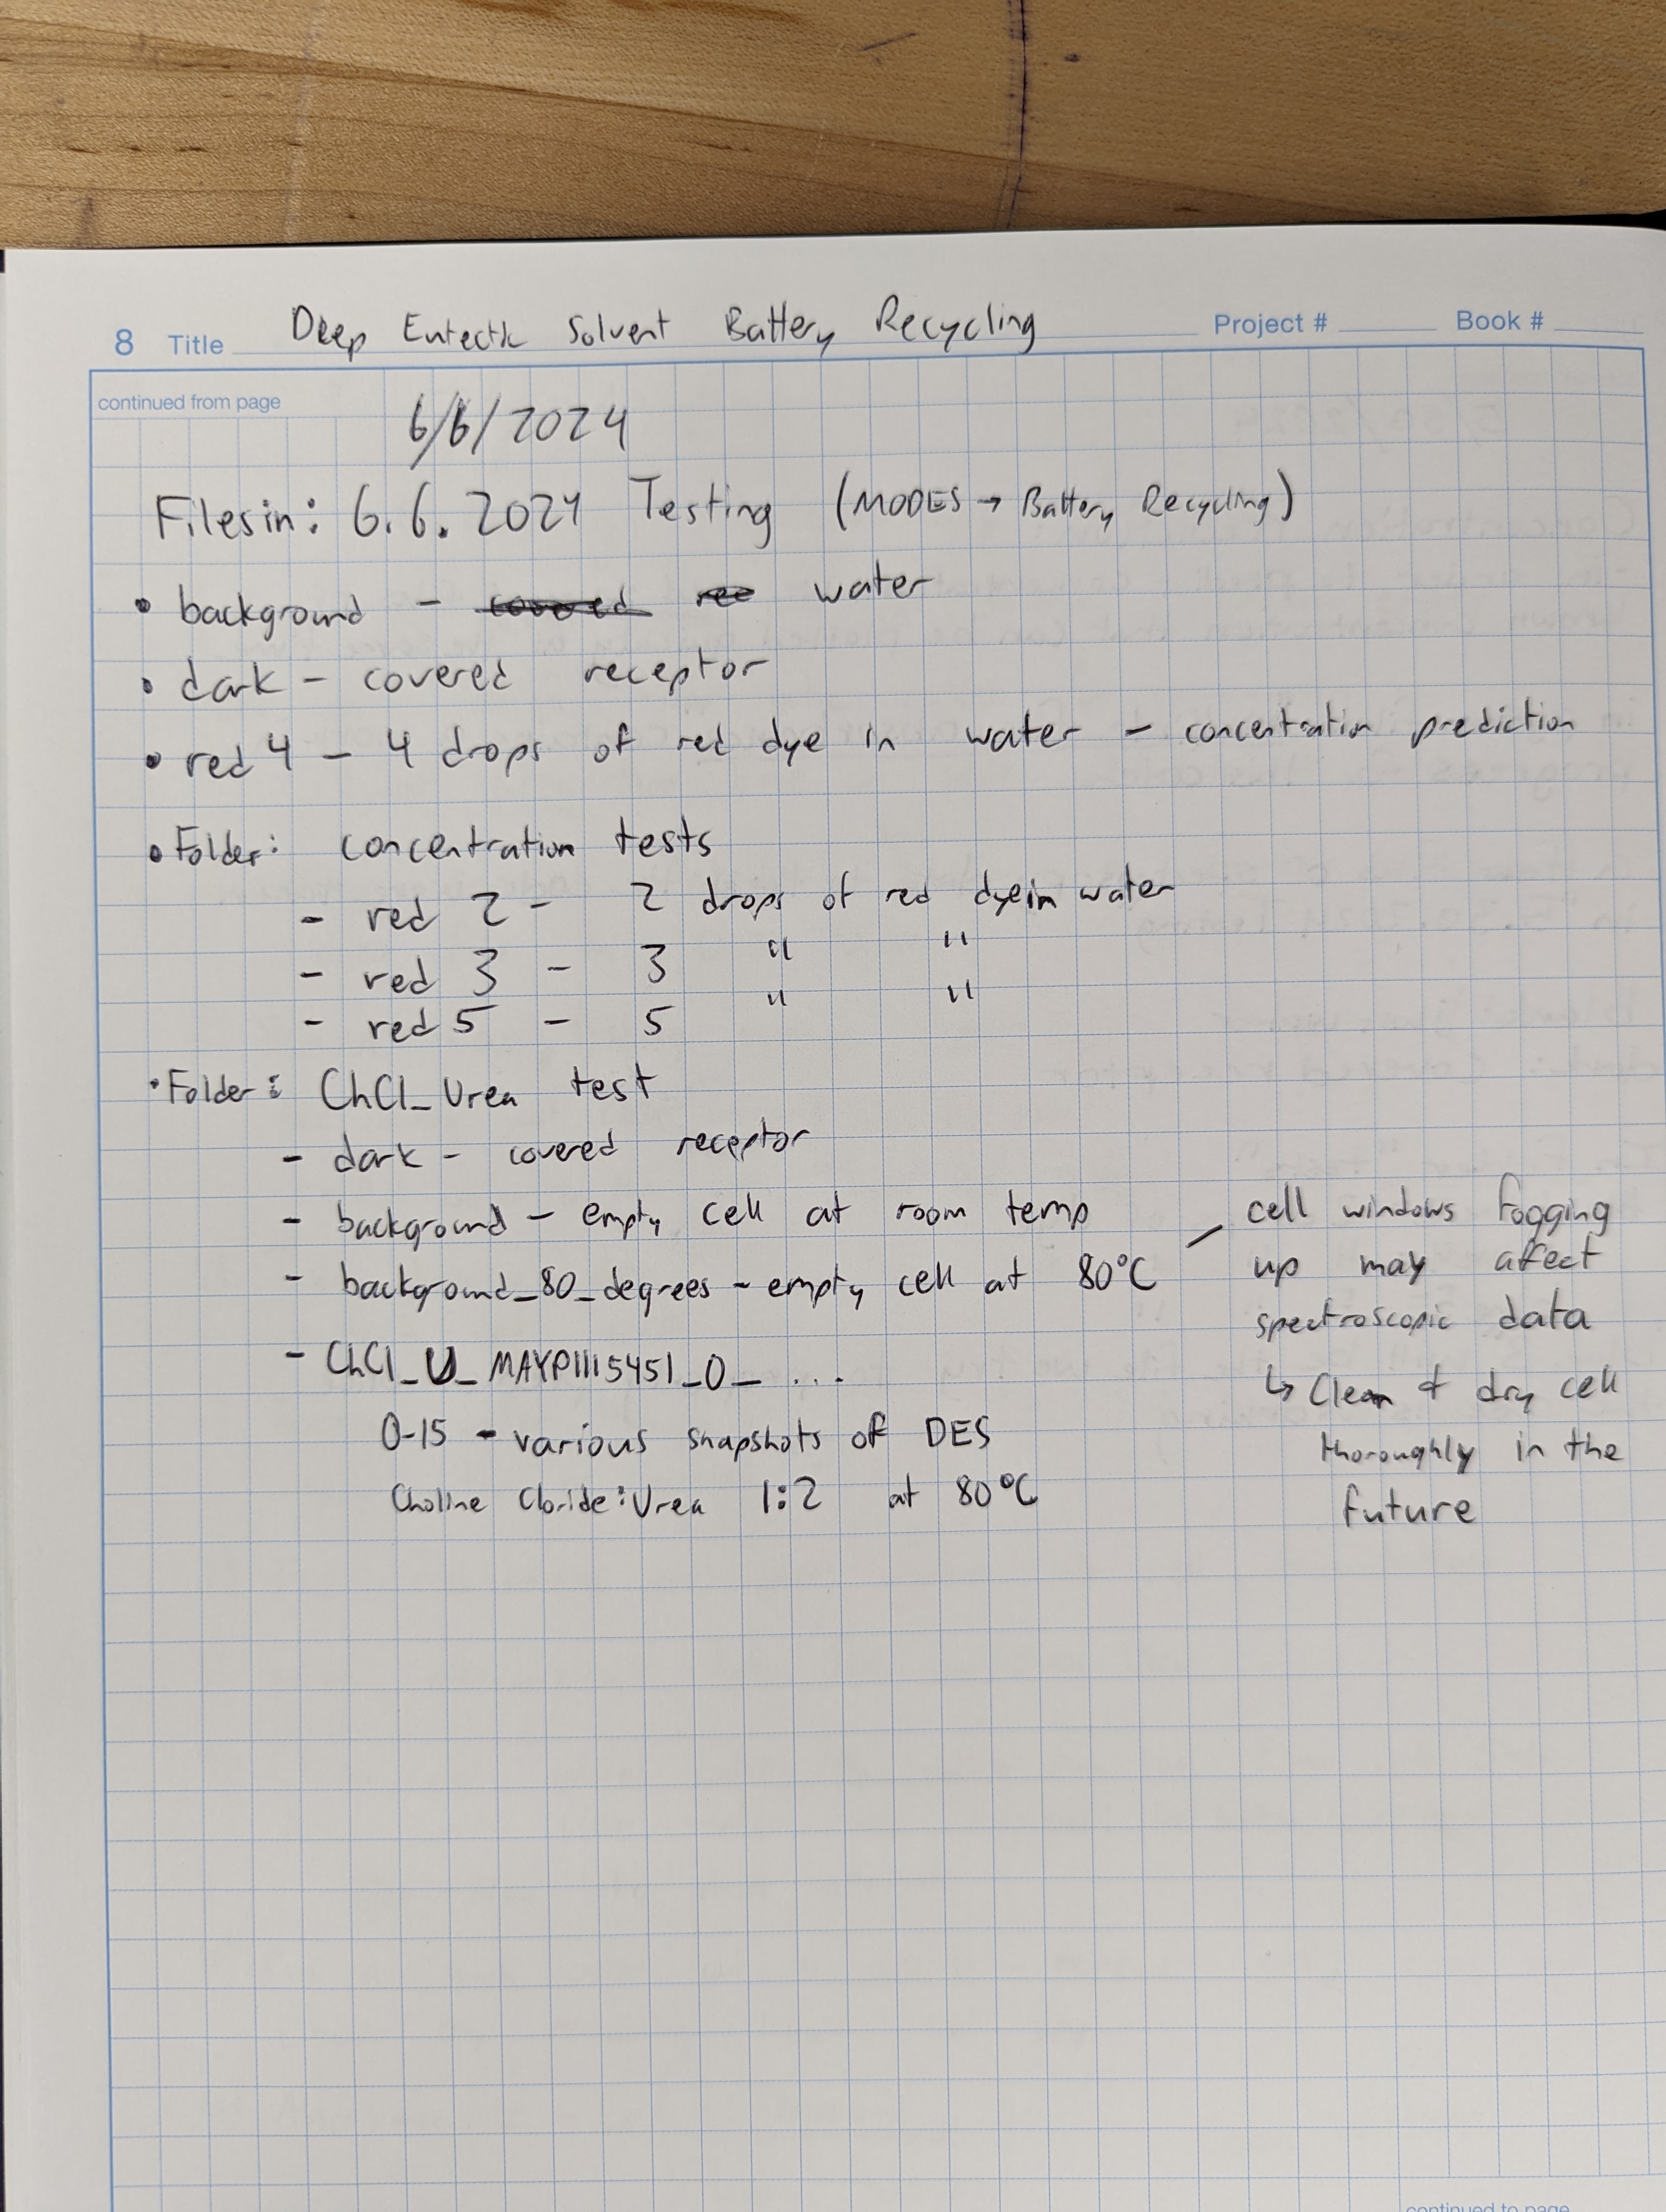 8 Title Deep Eutectic Solvent Battery Recycling Project # Book #
continued from page
6/6/2024
Files in: 6.6.2024 Testing (MODES → Battery Recycling)
• background - covered rec water
• dark - covered receptor
• red 4 - 4 drops of red dye in water - concentration prediction
• Folder: concentration tests
- red 2 - 2 drops of red dye in water
- red 3 - 3 " "
- red 5 - 5 " "
• Folder: ChCl_Urea test
- dark - covered receptor
- background - empty cell at room temp
- background_80_degrees - empty cell at 80°C
- ChCl_U_MAYP1115451_0_...
0-15 - various snapshots of DES
Choline Cloride:Urea 1:2 at 80°C
- cell windows fogging
up may affect
spectroscopic data
↳ Clean & dry cell
thoroughly in the
future
continued to page